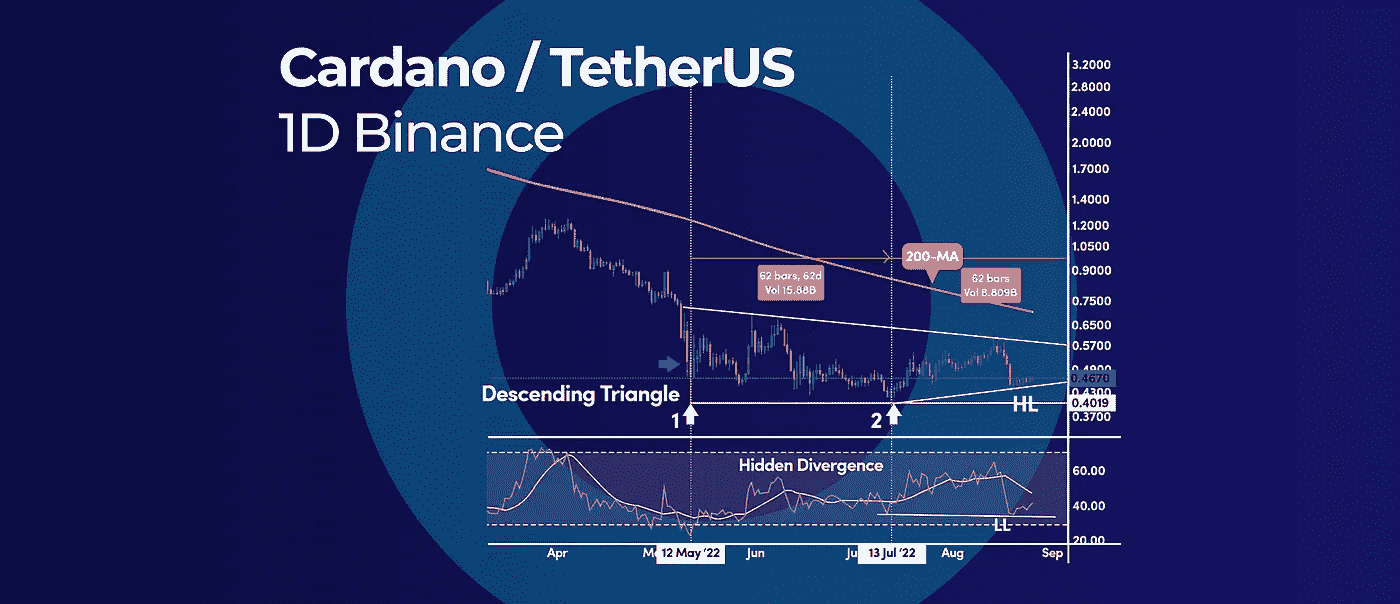 Cardano / TetherUS
1D Binance
3.2000
2.8000
2.4000
2.0000
1.7000
1.4000
1.2000
1.0500
0.9000
0.7500
0.6500
0.5700
0.4900
0.4670
0.4300
0.4019
0.3700
200-MA
62 bars, 62d
Vol 15.88B
62 bars
Vol 8.809B
Descending Triangle
1
2
HL
Hidden Divergence
LL
60.00
40.00
20.00
Apr
12 May '22
Jun
13 Jul '22
Aug
Sep